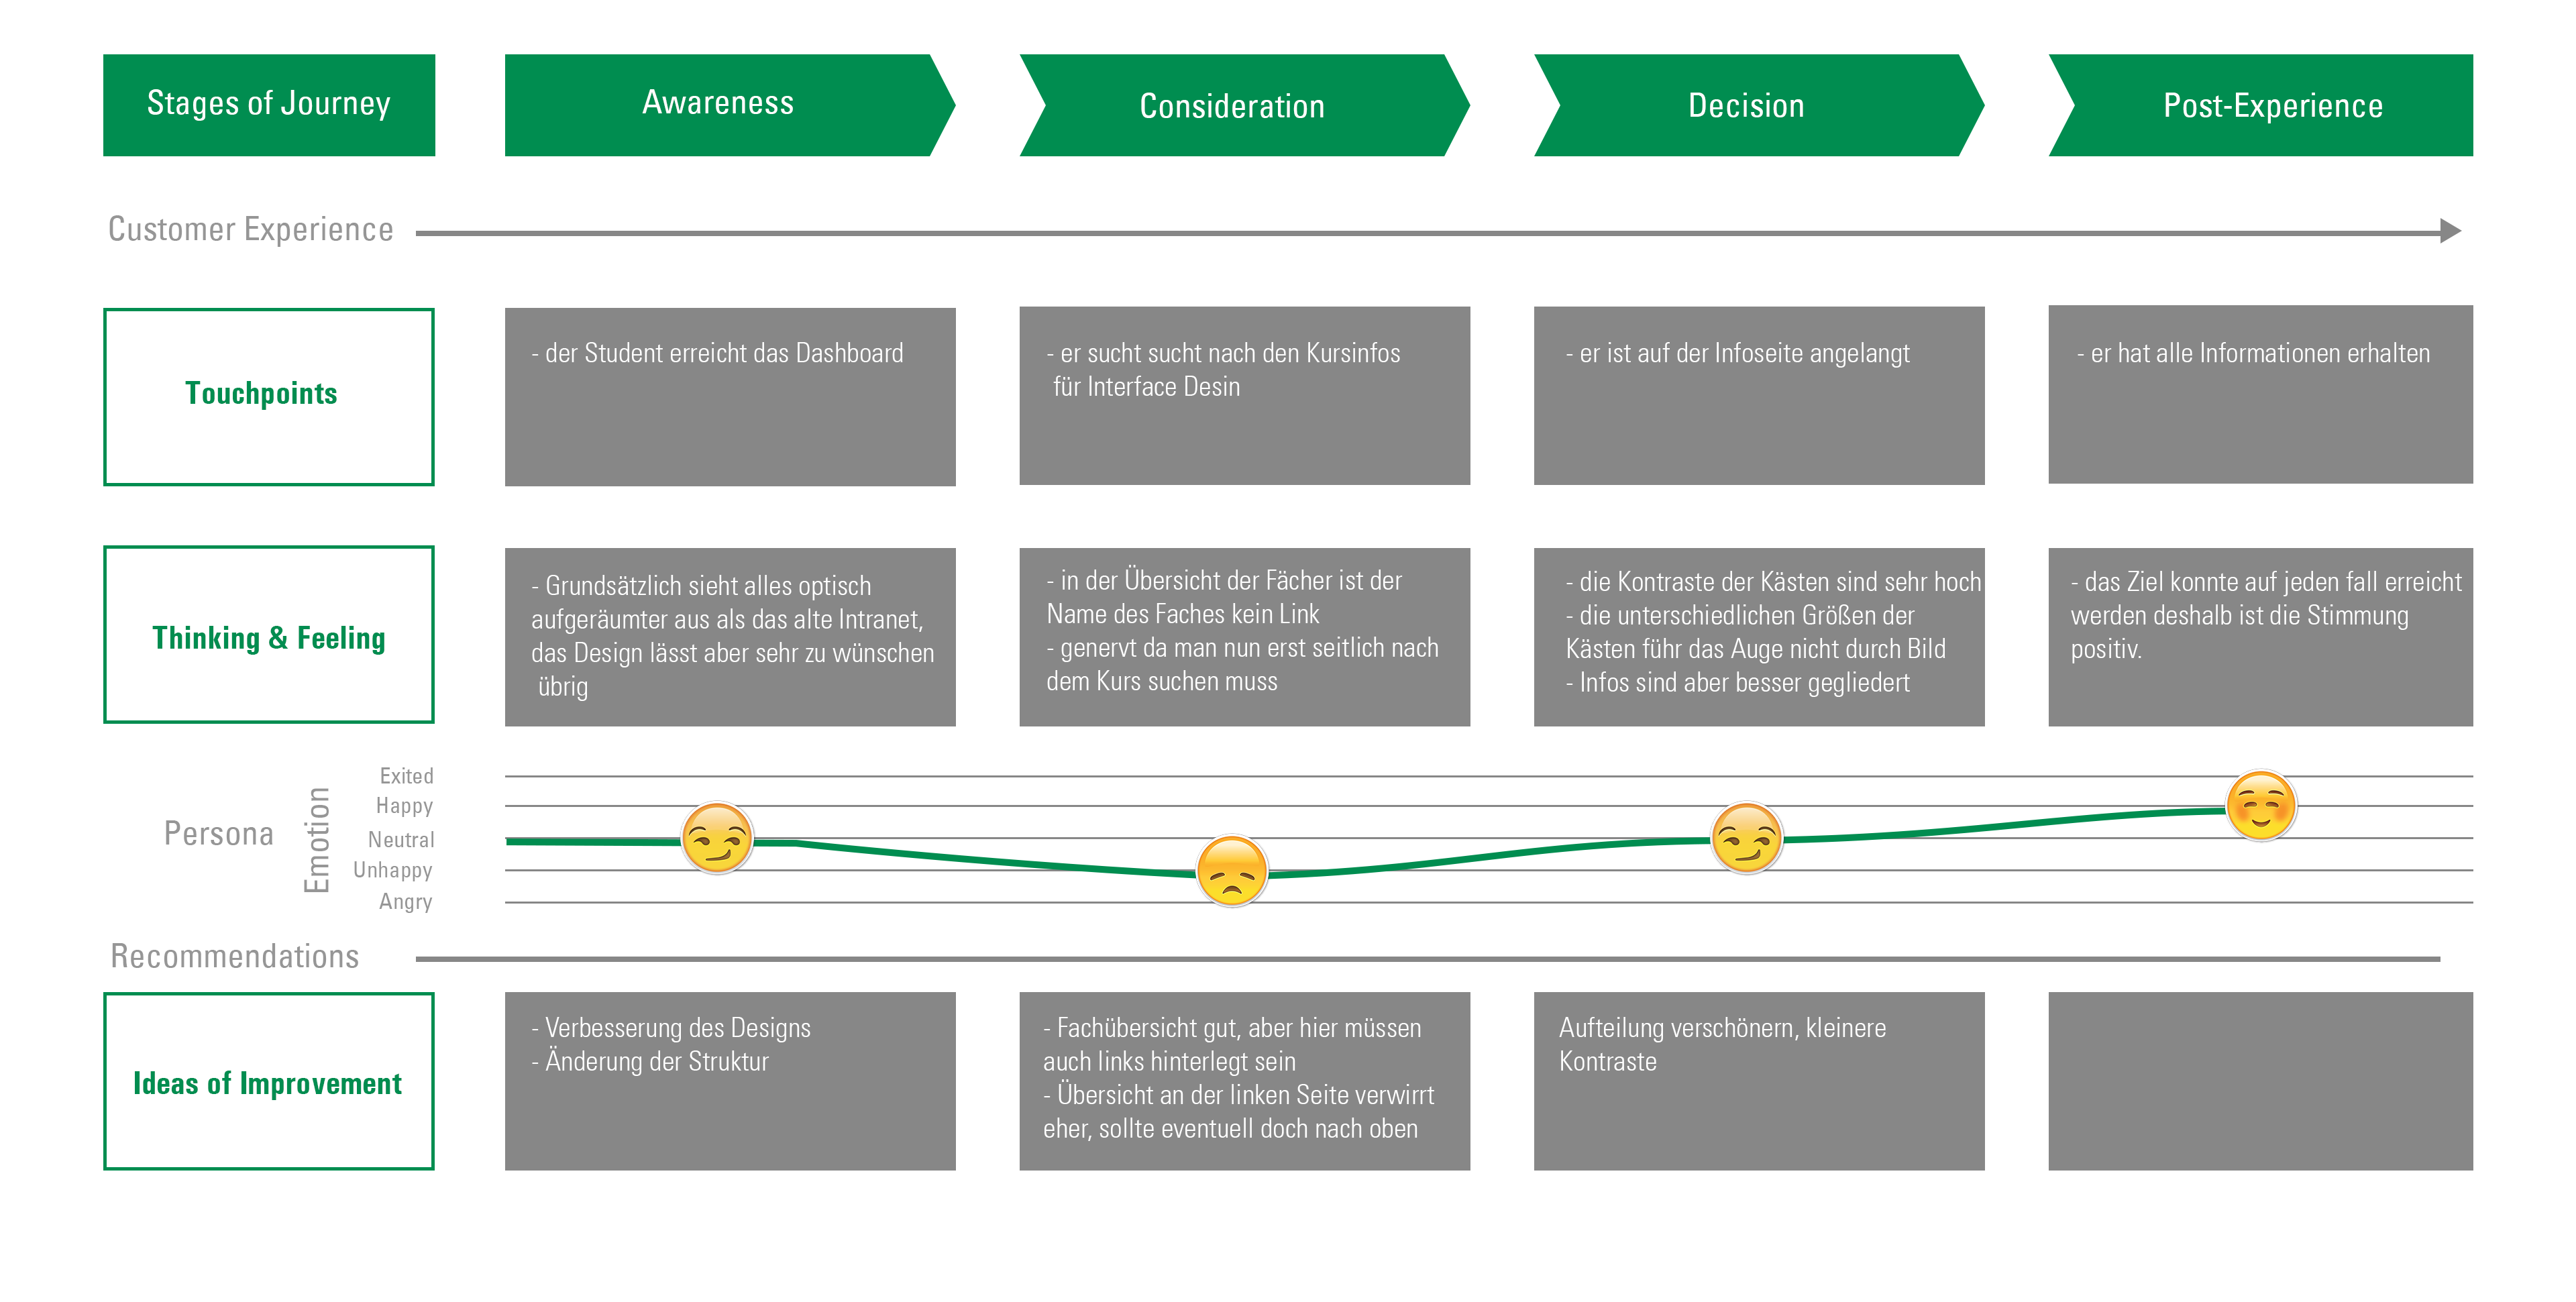 Stages of Journey
Awareness
Consideration
Decision
Post-Experience
Customer Experience
Touchpoints
- der Student erreicht das Dashboard
- er sucht sucht nach den Kursinfos
für Interface Desin
- er ist auf der Infoseite angelangt
- er hat alle Informationen erhalten
Thinking & Feeling
- Grundsätzlich sieht alles optisch
aufgeräumter aus als das alte Intranet,
das Design lässt aber sehr zu wünschen
übrig
- in der Übersicht der Fächer ist der
Name des Faches kein Link
- genervt da man nun erst seitlich nach
dem Kurs suchen muss
- die Kontraste der Kästen sind sehr hoch
- die unterschiedlichen Größen der
Kästen führ das Auge nicht durch Bild
- Infos sind aber besser gegliedert
- das Ziel konnte auf jeden fall erreicht
werden deshalb ist die Stimmung
positiv.
Persona
Emotion
Exited
Happy
Neutral
Unhappy
Angry
Recommendations
Ideas of Improvement
- Verbesserung des Designs
- Änderung der Struktur
- Fachübersicht gut, aber hier müssen
auch links hinterlegt sein
- Übersicht an der linken Seite verwirrt
eher, sollte eventuell doch nach oben
Aufteilung verschönern, kleinere
Kontraste